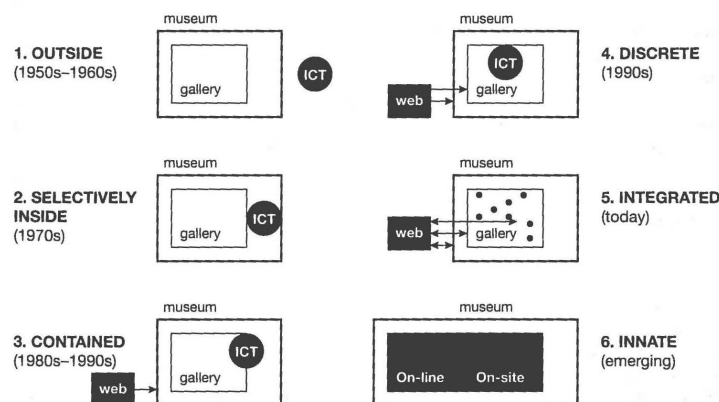 museum
1. OUTSIDE
(1950s–1960s)
gallery
ICT
museum
2. SELECTIVELY
INSIDE
(1970s)
gallery
ICT
museum
3. CONTAINED
(1980s–1990s)
gallery
ICT
web
museum
4. DISCRETE
(1990s)
ICT
gallery
web
museum
5. INTEGRATED
(today)
gallery
web
museum
6. INNATE
(emerging)
On-line On-site